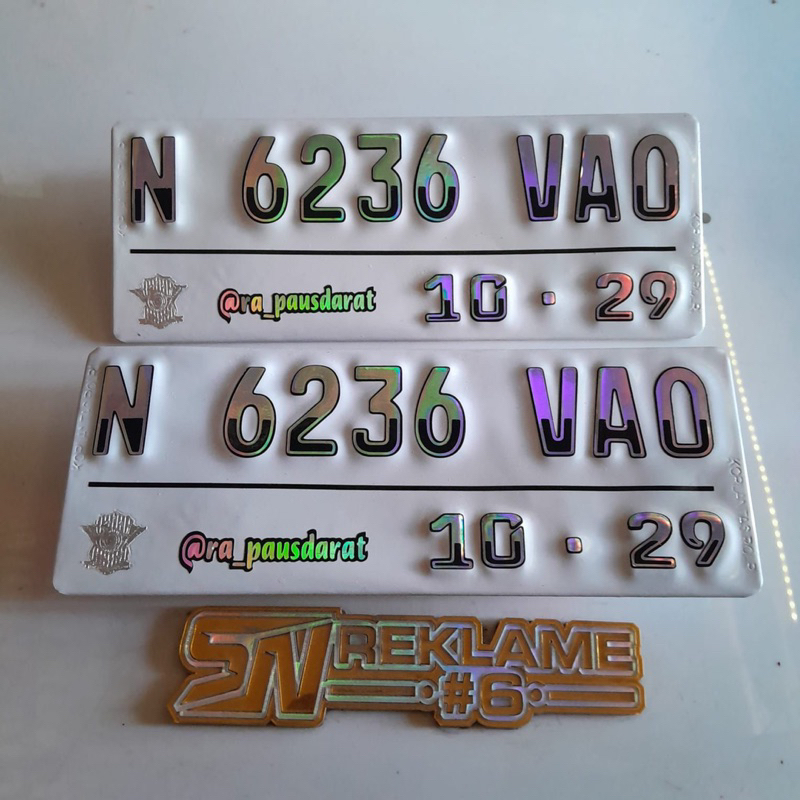 N 6236 VAO
@ra_pausdarat 10 · 29
N 6236 VAO
@ra_pausdarat 10 · 29
SN REKLAME
#6